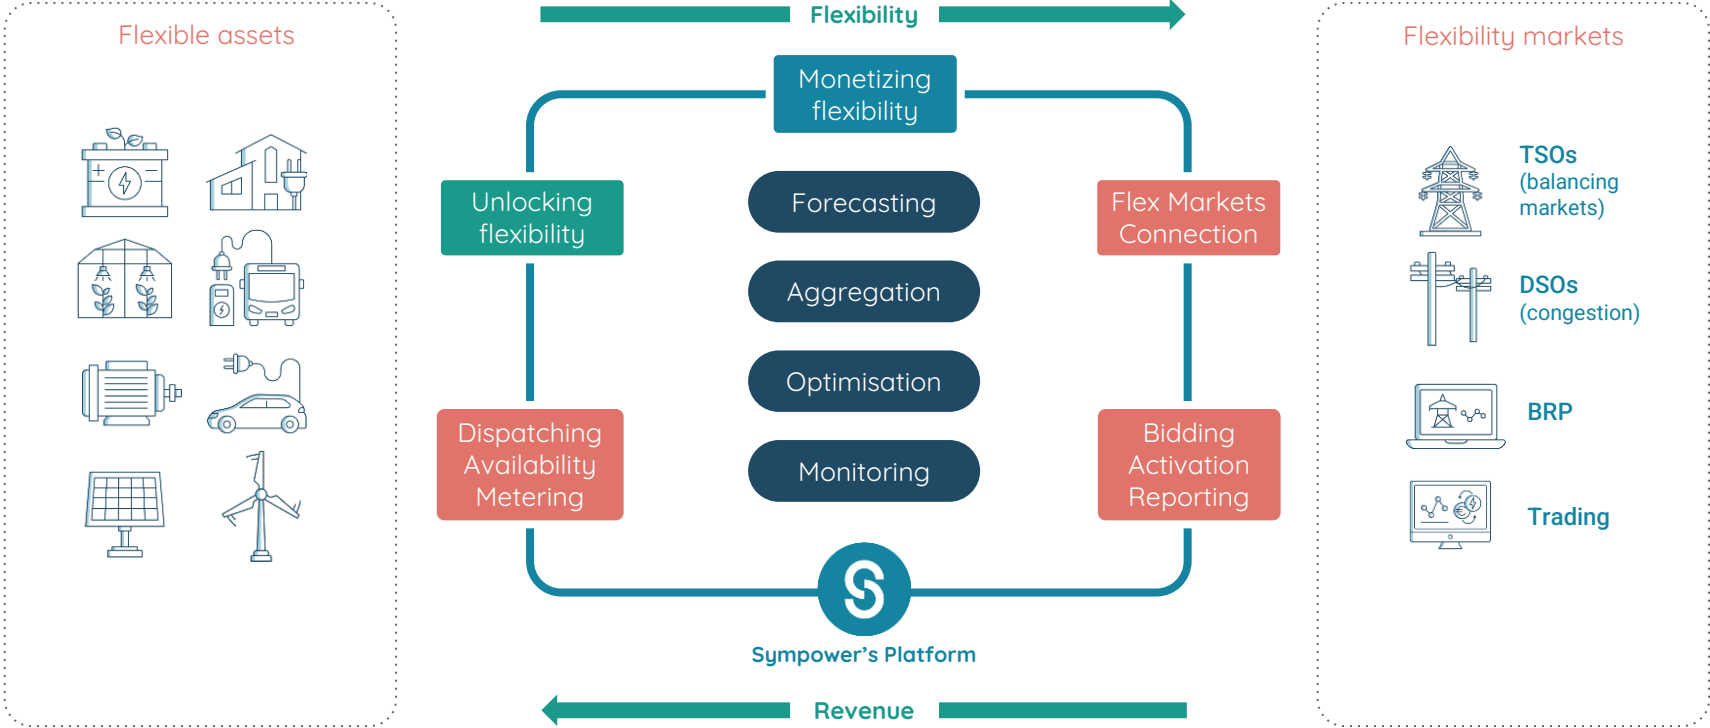 Flexible assets
Flexibility
Monetizing
flexibility
Unlocking
flexibility
Forecasting
Aggregation
Optimisation
Monitoring
Flex Markets
Connection
Dispatching
Availability
Metering
Bidding
Activation
Reporting
Sympower’s Platform
Revenue
Flexibility markets
TSOs
(balancing
markets)
DSOs
(congestion)
BRP
Trading